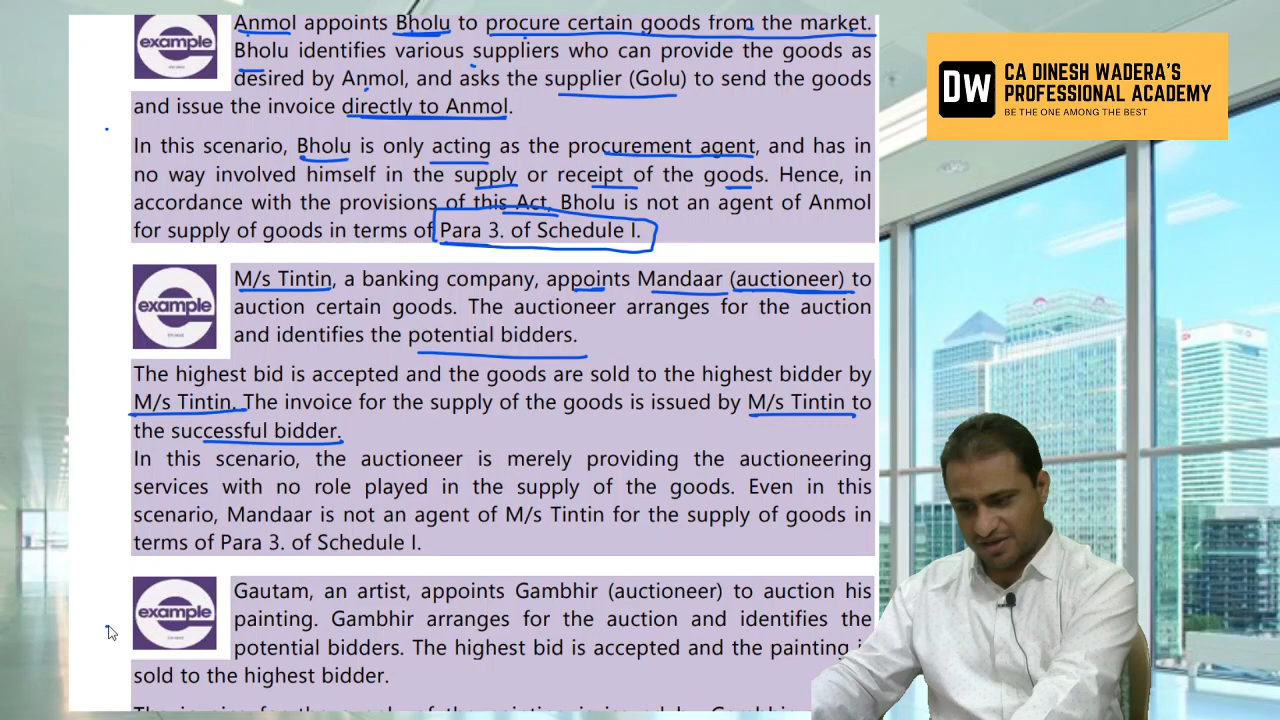 Anmol appoints Bholu to procure certain goods from the market.
Bholu identifies various suppliers who can provide the goods as
desired by Anmol, and asks the supplier (Golu) to send the goods
and issue the invoice directly to Anmol.
example
In this scenario, Bholu is only acting as the procurement agent, and has in
no way involved himself in the supply or receipt of the goods. Hence, in
accordance with the provisions of this Act, Bholu is not an agent of Anmol
for supply of goods in terms of Para 3. of Schedule I.
M/s Tintin, a banking company, appoints Mandaar (auctioneer) to
auction certain goods. The auctioneer arranges for the auction
and identifies the potential bidders.
example
The highest bid is accepted and the goods are sold to the highest bidder by
M/s Tintin. The invoice for the supply of the goods is issued by M/s Tintin to
the successful bidder.
In this scenario, the auctioneer is merely providing the auctioneering
services with no role played in the supply of the goods. Even in this
scenario, Mandaar is not an agent of M/s Tintin for the supply of goods in
terms of Para 3. of Schedule I.
Gautam, an artist, appoints Gambhir (auctioneer) to auction his
painting. Gambhir arranges for the auction and identifies the
potential bidders. The highest bid is accepted and the painting
sold to the highest bidder.
example
DW
CA DINESH WADERA'S
PROFESSIONAL ACADEMY
BE THE ONE AMONG THE BEST